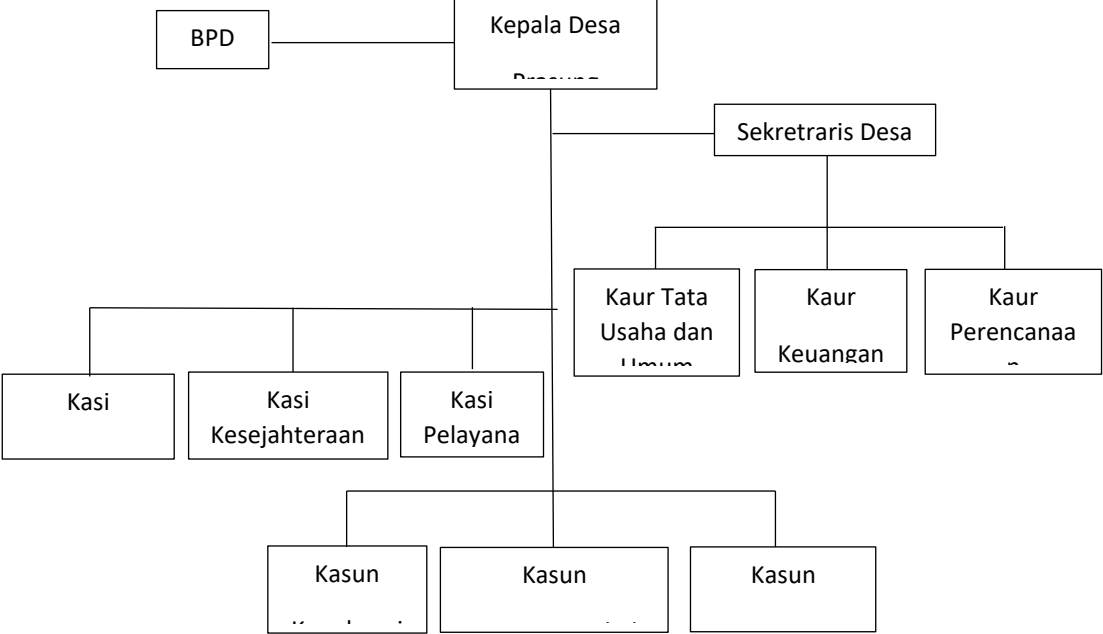 BPD
Kepala Desa
Sekretraris Desa
Kaur Tata
Usaha dan
Umum
Kaur
Keuangan
Kaur
Perencanaa
n
Kasi
Kasi
Kesejahteraan
Kasi
Pelayana
Kasun
Kasun
Kasun